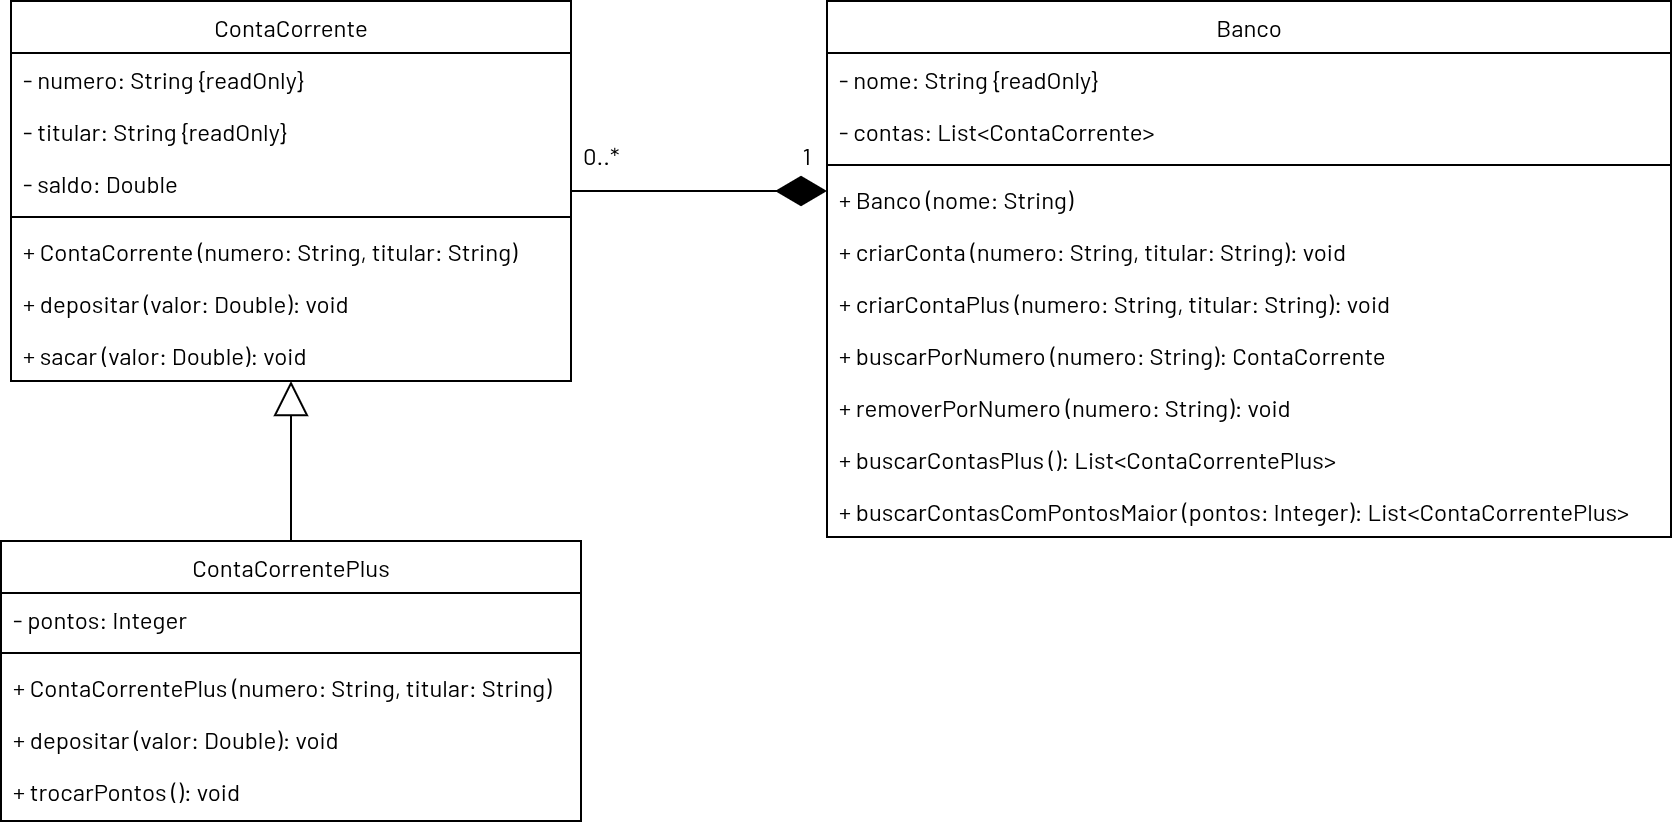 ContaCorrente
- numero: String {readOnly}
- titular: String {readOnly}
- saldo: Double
+ ContaCorrente (numero: String, titular: String)
+ depositar (valor: Double): void
+ sacar (valor: Double): void
0..*
1
Banco
- nome: String {readOnly}
- contas: List<ContaCorrente>
+ Banco (nome: String)
+ criarConta (numero: String, titular: String): void
+ criarContaPlus (numero: String, titular: String): void
+ buscarPorNumero (numero: String): ContaCorrente
+ removerPorNumero (numero: String): void
+ buscarContasPlus (): List<ContaCorrentePlus>
+ buscarContasComPontosMaior (pontos: Integer): List<ContaCorrentePlus>
ContaCorrentePlus
- pontos: Integer
+ ContaCorrentePlus (numero: String, titular: String)
+ depositar (valor: Double): void
+ trocarPontos (): void